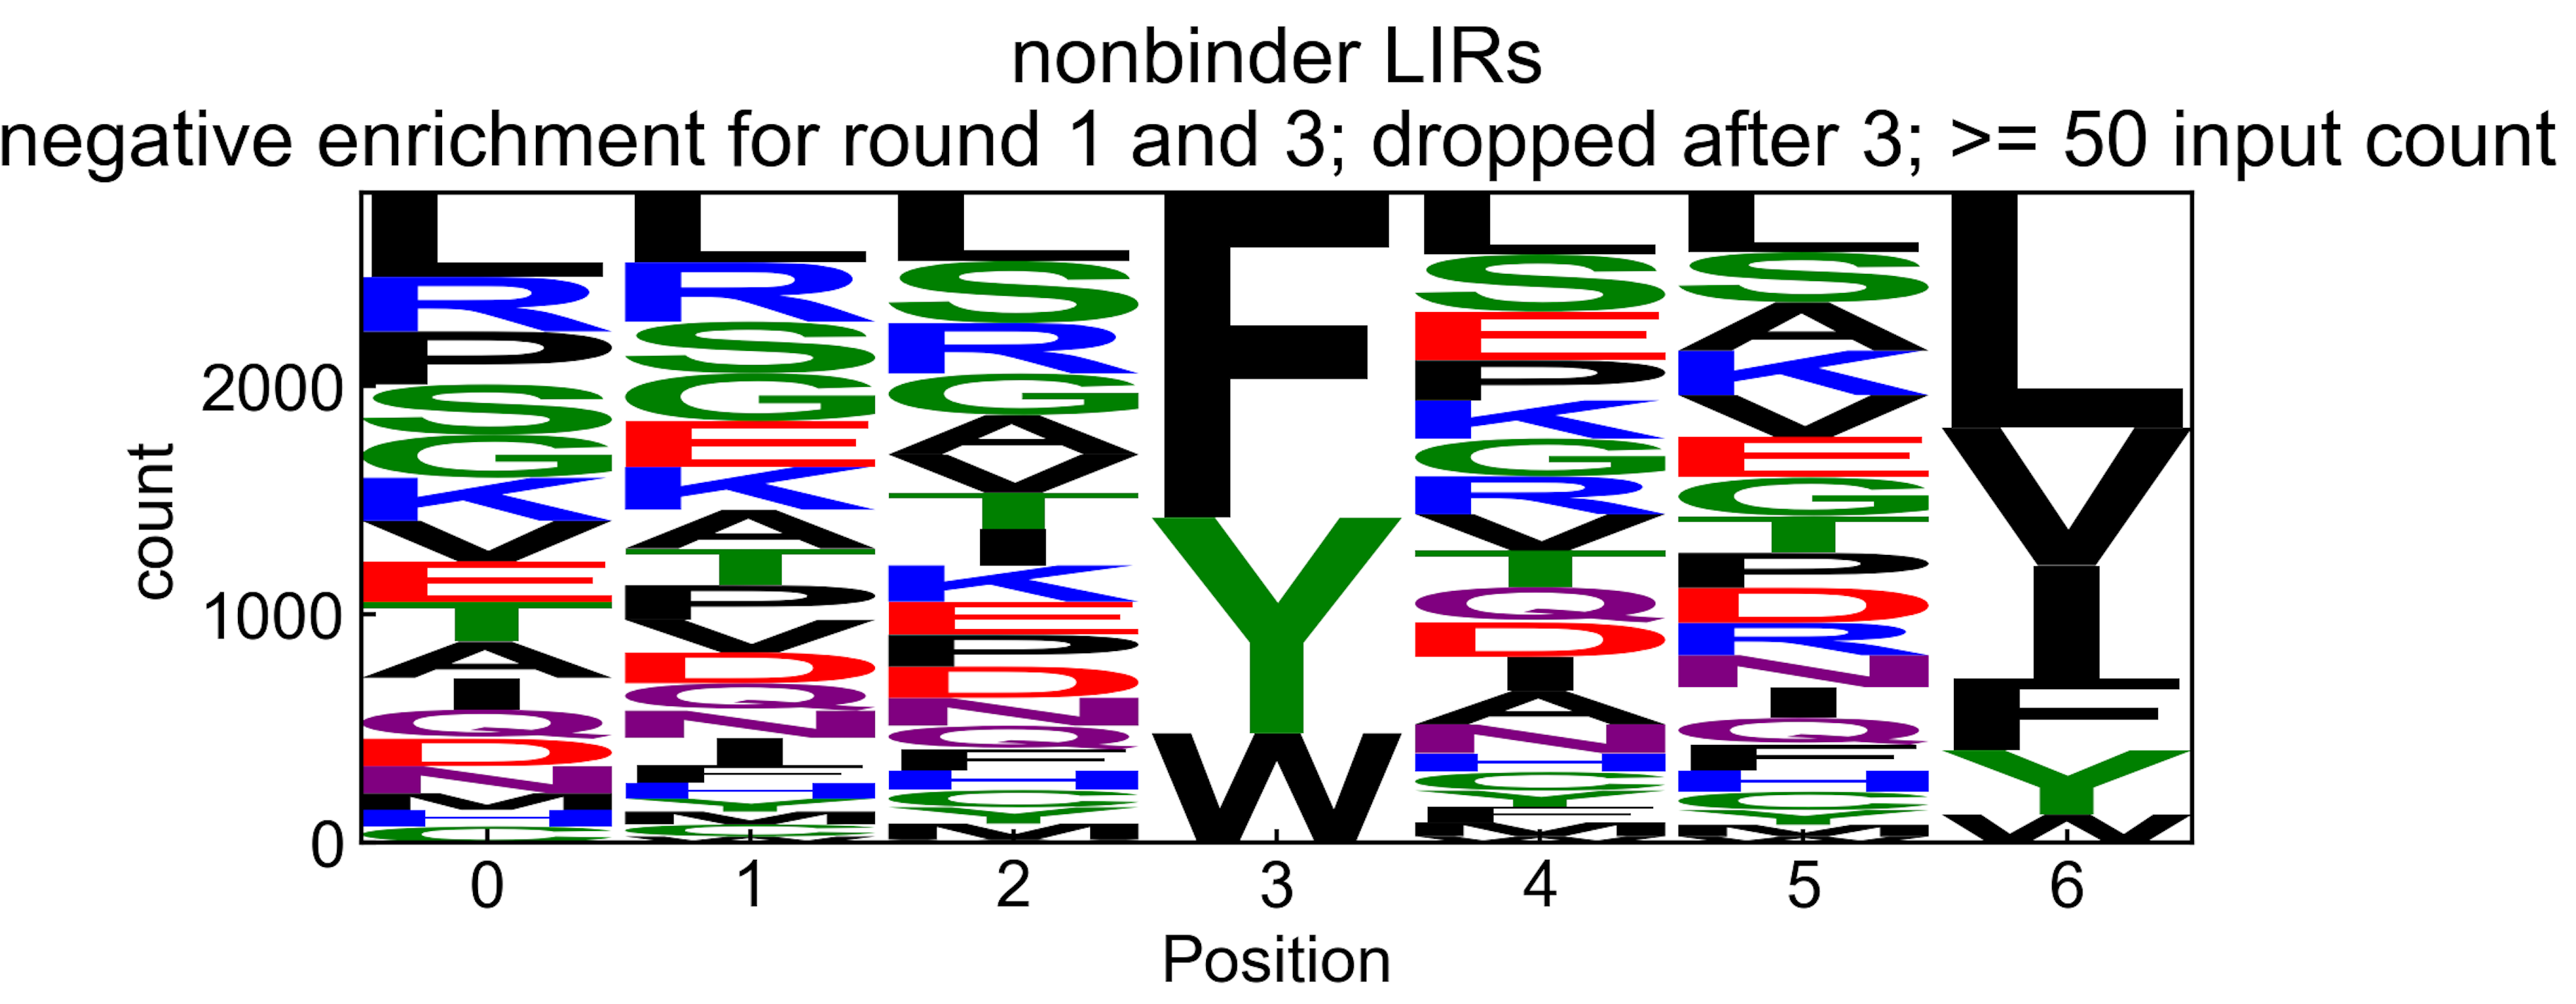 nonbinder LIRs
negative enrichment for round 1 and 3; dropped after 3; >= 50 input count
count
2000
1000
0
L R P S G K V E T A I Q D N M H C
L R S G E K A T P V D Q N I F H Y M C
L S R G A V T I K E P D N Q F H C Y M
F Y W
L S E P K G R V T Q D I A N H C Y F M
L S A K V E G T P D R N I Q F H C Y M
L V I F Y W
0 1 2 3 4 5 6
Position